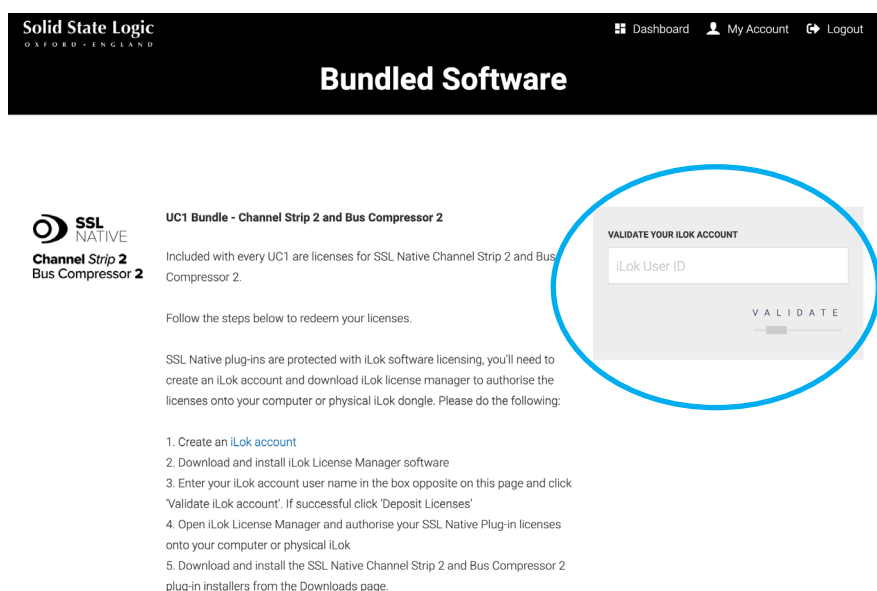 Solid State Logic
OXFORD • ENGLAND
Dashboard
My Account
Logout
Bundled Software
SSL
NATIVE
Channel Strip 2
Bus Compressor 2
UC1 Bundle - Channel Strip 2 and Bus Compressor 2
Included with every UC1 are licenses for SSL Native Channel Strip 2 and Bus
Compressor 2.
Follow the steps below to redeem your licenses.
SSL Native plug-ins are protected with iLok software licensing, you’ll need to
create an iLok account and download iLok license manager to authorise the
licenses onto your computer or physical iLok dongle. Please do the following:
1. Create an iLok account
2. Download and install iLok License Manager software
3. Enter your iLok account user name in the box opposite on this page and click
‘Validate iLok account’. If successful click ‘Deposit Licenses’
4. Open iLok License Manager and authorise your SSL Native Plug-in licenses
onto your computer or physical iLok
5. Download and install the SSL Native Channel Strip 2 and Bus Compressor 2
plug-in installers from the Downloads page.
VALIDATE YOUR ILOK ACCOUNT
iLok User ID
VALIDATE